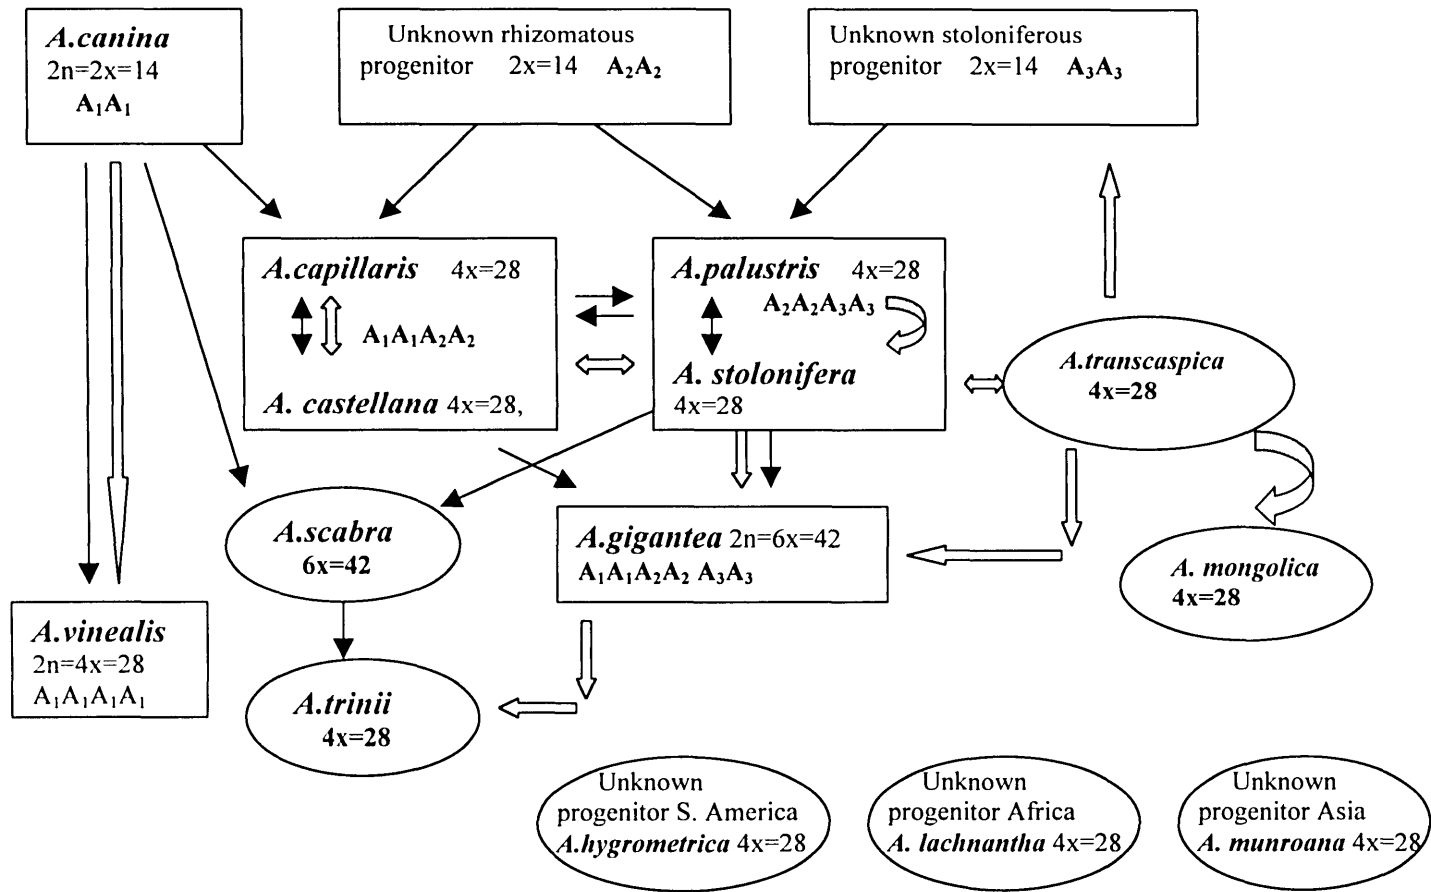 A.canina
2n=2x=14
A₁A₁
Unknown rhizomatous
progenitor 2x=14 A₂A₂
Unknown stoloniferous
progenitor 2x=14 A₃A₃
A.capillaris 4x=28
A₁A₁A₂A₂
A. castellana 4x=28,
A.palustris 4x=28
A₂A₂A₃A₃
A. stolonifera
4x=28
A.transcaspica
4x=28
A.scabra
6x=42
A.gigantea 2n=6x=42
A₁A₁A₂A₂ A₃A₃
A. mongolica
4x=28
A.vinealis
2n=4x=28
A₁A₁A₁A₁
A.trinii
4x=28
Unknown
progenitor S. America
A.hygrometrica 4x=28
Unknown
progenitor Africa
A. lachnantha 4x=28
Unknown
progenitor Asia
A. munroana 4x=28